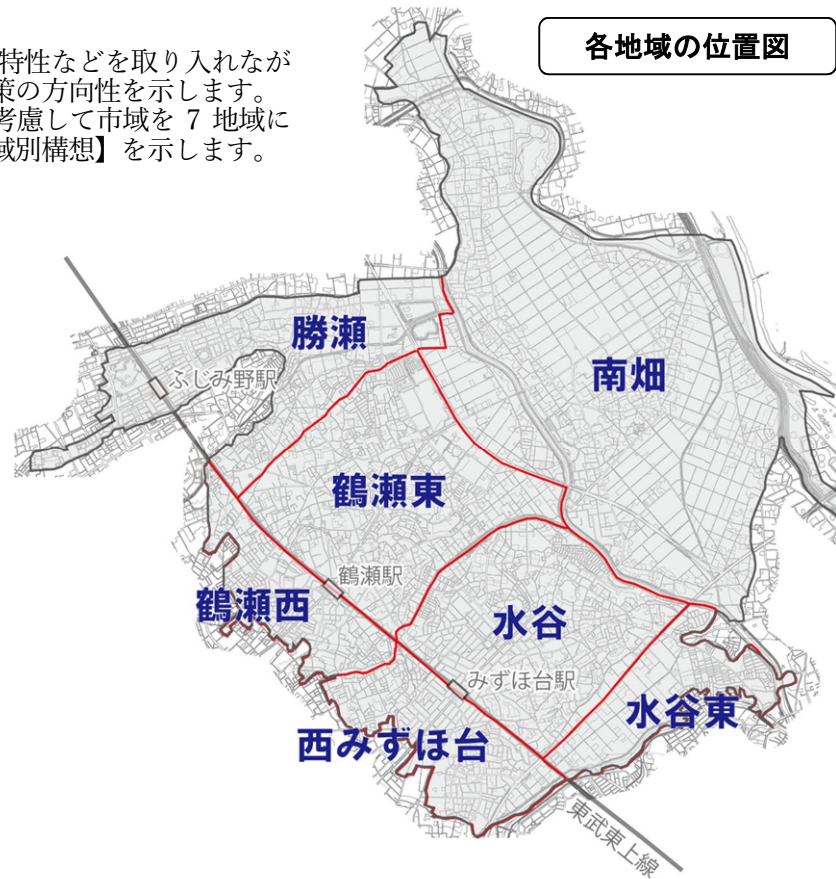 各地域の位置図
特性などを取り入れなが
策の方向性を示します。
考慮して市域を 7 地域に
域別構想】を示します。
勝瀬
ふじみ野駅
南畑
鶴瀬東
鶴瀬駅
鶴瀬西
水谷
みずほ台駅
水谷東
西みずほ台
東武東上線